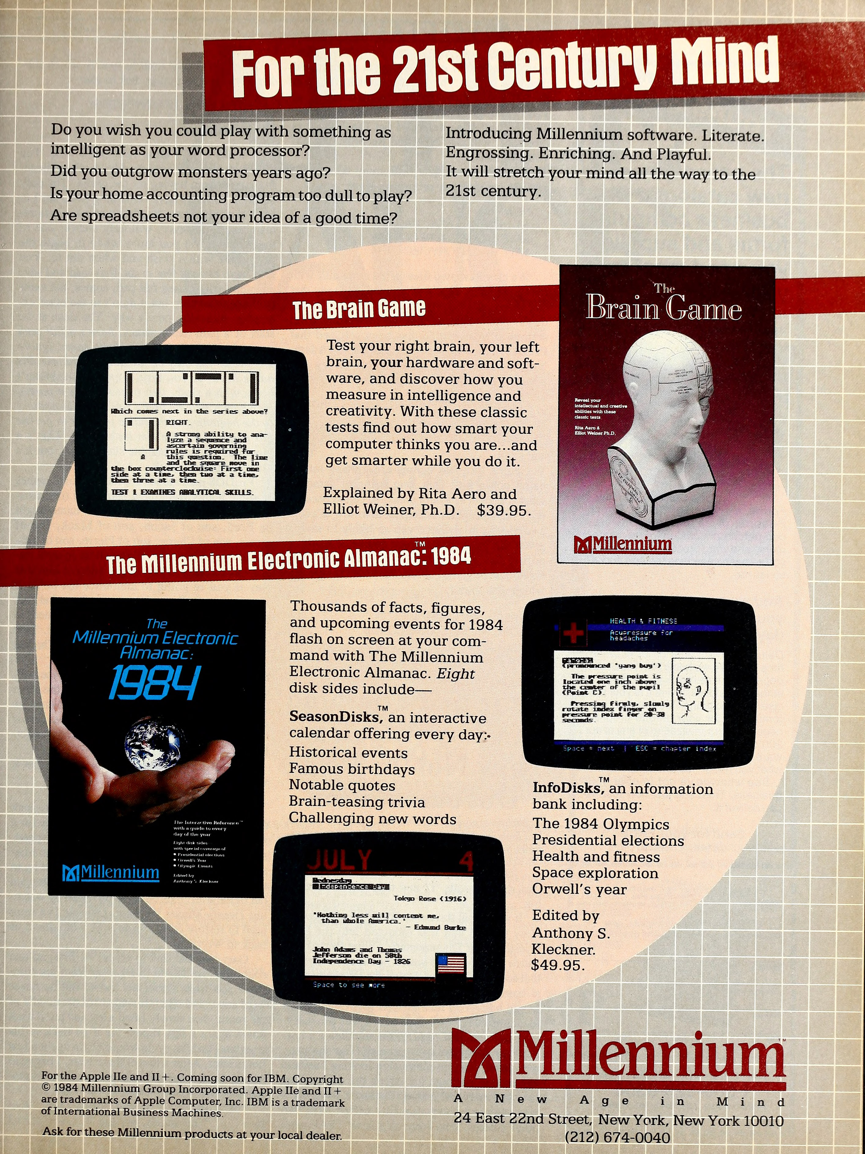 For the 21st Century Mind
Do you wish you could play with something as
intelligent as your word processor?
Did you outgrow monsters years ago?
Is your home accounting program too dull to play?
Are spreadsheets not your idea of a good time?
Introducing Millennium software. Literate.
Engrossing. Enriching. And Playful.
It will stretch your mind all the way to the
21st century.
The Brain Game
Which comes next in the series above?
RIGHT.
A strong ability to ana-
lyze a sequence and
ascertain governing
rules is required for
this question. The line
and the square move in
the box counterclockwise: First one
side at a time, then two at a time,
then three at a time.
A
TEST 1 EXAMINES ANALYTICAL SKILLS.
Test your right brain, your left
brain, your hardware and soft-
ware, and discover how you
measure in intelligence and
creativity. With these classic
tests find out how smart your
computer thinks you are...and
get smarter while you do it.
Explained by Rita Aero and
Elliot Weiner, Ph.D. $39.95.
The
Brain Game
Reveal your
intellectual and creative
abilities with these
classic tests.
Rita Aero &
Elliot Weiner Ph.D.
Millennium
The Millennium Electronic Almanac:™ 1984
The
Millennium Electronic
Almanac:
1984
The Interactive Reference™
with a guide to every
day of the year
Eight disk sides
with special coverage of
• Presidential elections
• Orwell's Year
• Olympic Events
Edited by
Anthony S. Kleckner
Millennium
Thousands of facts, figures,
and upcoming events for 1984
flash on screen at your com-
mand with The Millennium
Electronic Almanac. Eight
disk sides include—
SeasonDisks,™ an interactive
calendar offering every day:
Historical events
Famous birthdays
Notable quotes
Brain-teasing trivia
Challenging new words
JULY 4
Wednesday
Independence Day
Tokyo Rose (1916)
"Nothing less will content me,
than whole America."
- Edmund Burke
John Adams and Thomas
Jefferson die on 50th
Independence Day - 1826
Space to see more
HEALTH & FITNESS
Acupressure for
headaches
(pronounced "yang buy")
The pressure point is
located one inch above
the center of the pupil
(Point C).
Pressing firmly, slowly
rotate index finger on
pressure point for 20-30
seconds.
Space = next | ESC = chapter index
InfoDisks,™ an information
bank including:
The 1984 Olympics
Presidential elections
Health and fitness
Space exploration
Orwell's year
Edited by
Anthony S.
Kleckner.
$49.95.
For the Apple IIe and II+. Coming soon for IBM. Copyright
© 1984 Millennium Group Incorporated. Apple IIe and II+
are trademarks of Apple Computer, Inc. IBM is a trademark
of International Business Machines.
Ask for these Millennium products at your local dealer.
Millennium™
A New Age in Mind
24 East 22nd Street, New York, New York 10010
(212) 674-0040